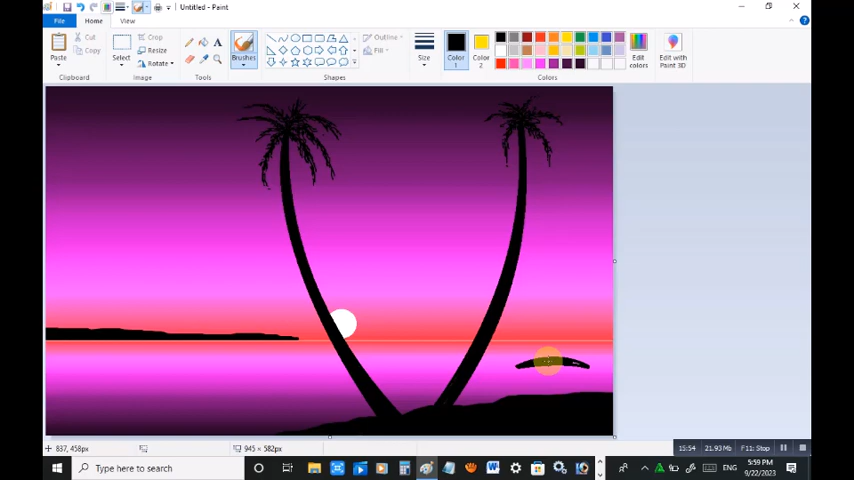 Untitled - Paint
File Home View
Paste
Cut
Copy
Clipboard
Select
Crop
Resize
Rotate
Image
Tools
Brushes
Shapes
Outline
Fill
Size
Color 1
Color 2
Colors
Edit colors
Edit with Paint 3D
837, 458px
945 × 582px
15:54 21.93 Mb F11: Stop
Type here to search
ENG
5:59 PM
9/22/2023